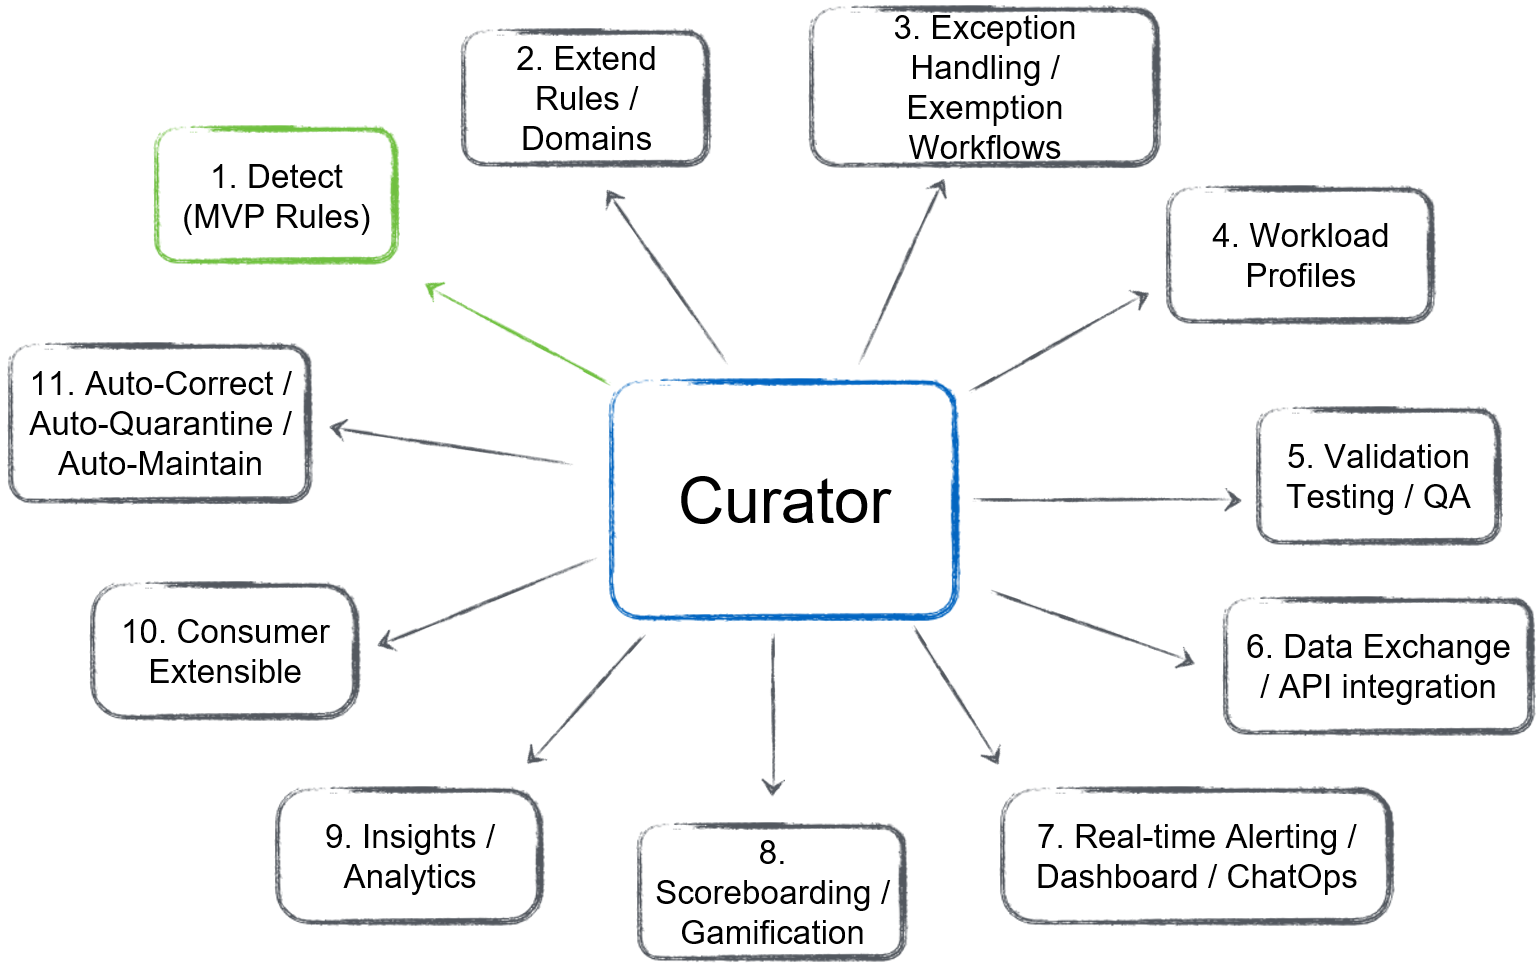 1. Detect
(MVP Rules)
2. Extend
Rules /
Domains
3. Exception
Handling /
Exemption
Workflows
4. Workload
Profiles
5. Validation
Testing / QA
6. Data Exchange
/ API integration
7. Real-time Alerting /
Dashboard / ChatOps
8.
Scoreboarding /
Gamification
9. Insights /
Analytics
10. Consumer
Extensible
11. Auto-Correct /
Auto-Quarantine /
Auto-Maintain
Curator